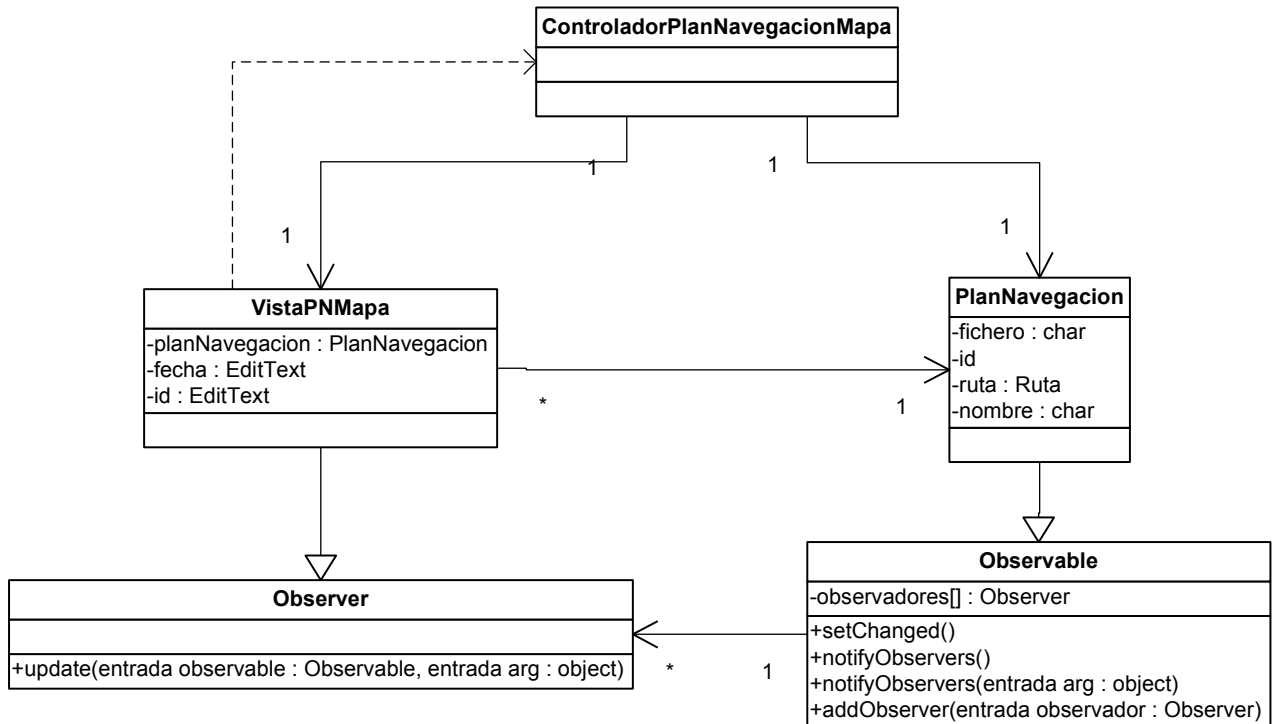 ControladorPlanNavegacionMapa
1
1
1
1
VistaPNMapa
-planNavegacion : PlanNavegacion
-fecha : EditText
-id : EditText
PlanNavegacion
-fichero : char
-id
-ruta : Ruta
-nombre : char
*
1
Observer
+update(entrada observable : Observable, entrada arg : object)
*
1
Observable
-observadores[] : Observer
+setChanged()
+notifyObservers()
+notifyObservers(entrada arg : object)
+addObserver(entrada observador : Observer)